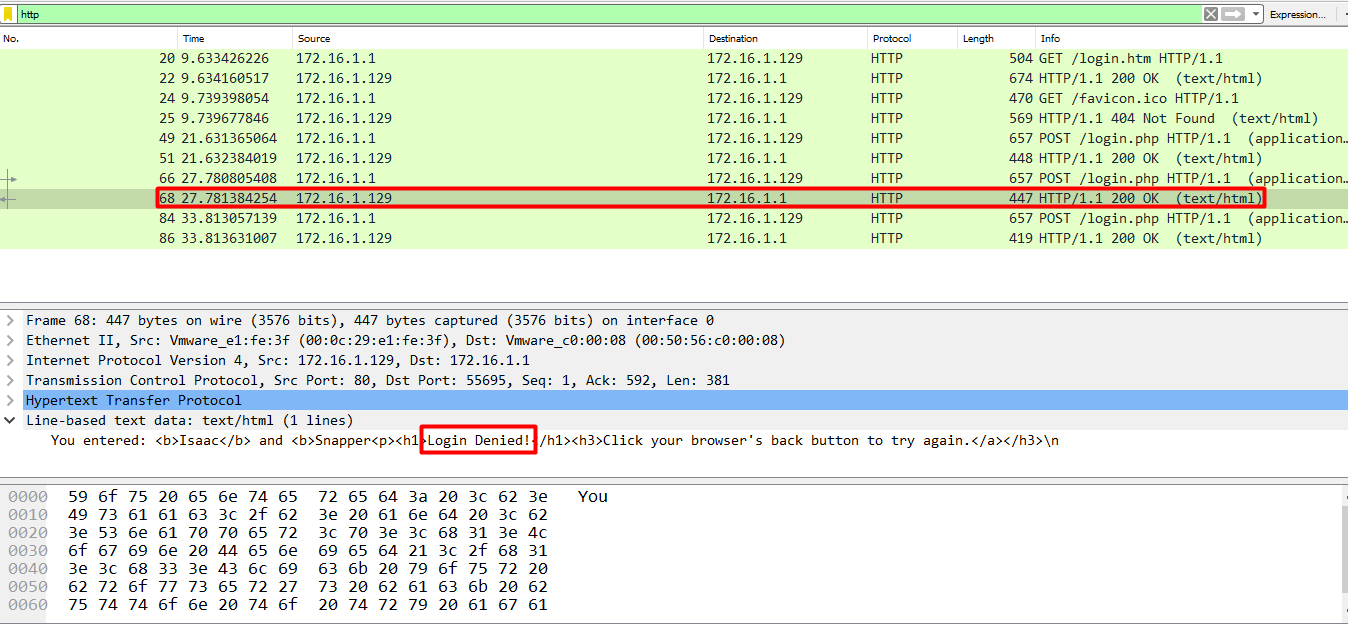 http Expression...
No. Time Source Destination Protocol Length Info
20 9.633426226 172.16.1.1 172.16.1.129 HTTP 504 GET /login.htm HTTP/1.1
22 9.634160517 172.16.1.129 172.16.1.1 HTTP 674 HTTP/1.1 200 OK (text/html)
24 9.739398054 172.16.1.1 172.16.1.129 HTTP 470 GET /favicon.ico HTTP/1.1
25 9.739677846 172.16.1.129 172.16.1.1 HTTP 569 HTTP/1.1 404 Not Found (text/html)
49 21.631365064 172.16.1.1 172.16.1.129 HTTP 657 POST /login.php HTTP/1.1 (application…
51 21.632384019 172.16.1.129 172.16.1.1 HTTP 448 HTTP/1.1 200 OK (text/html)
66 27.780805408 172.16.1.1 172.16.1.129 HTTP 657 POST /login.php HTTP/1.1 (application…
68 27.781384254 172.16.1.129 172.16.1.1 HTTP 447 HTTP/1.1 200 OK (text/html)
84 33.813057139 172.16.1.1 172.16.1.129 HTTP 657 POST /login.php HTTP/1.1 (application…
86 33.813631007 172.16.1.129 172.16.1.1 HTTP 419 HTTP/1.1 200 OK (text/html)
Frame 68: 447 bytes on wire (3576 bits), 447 bytes captured (3576 bits) on interface 0
Ethernet II, Src: Vmware_e1:fe:3f (00:0c:29:e1:fe:3f), Dst: Vmware_c0:00:08 (00:50:56:c0:00:08)
Internet Protocol Version 4, Src: 172.16.1.129, Dst: 172.16.1.1
Transmission Control Protocol, Src Port: 80, Dst Port: 55695, Seq: 1, Ack: 592, Len: 381
Hypertext Transfer Protocol
Line-based text data: text/html (1 lines)
You entered: <b>Isaac</b> and <b>Snapper<p><h1>Login Denied!</h1><h3>Click your browser's back button to try again.</a></h3>\n
0000 59 6f 75 20 65 6e 74 65 72 65 64 3a 20 3c 62 3e You
0010 49 73 61 61 63 3c 2f 62 3e 20 61 6e 64 20 3c 62
0020 3e 53 6e 61 70 70 65 72 3c 70 3e 3c 68 31 3e 4c
0030 6f 67 69 6e 20 44 65 6e 69 65 64 21 3c 2f 68 31
0040 3e 3c 68 33 3e 43 6c 69 63 6b 20 79 6f 75 72 20
0050 62 72 6f 77 73 65 72 27 73 20 62 61 63 6b 20 62
0060 75 74 74 6f 6e 20 74 6f 20 74 72 79 20 61 67 61